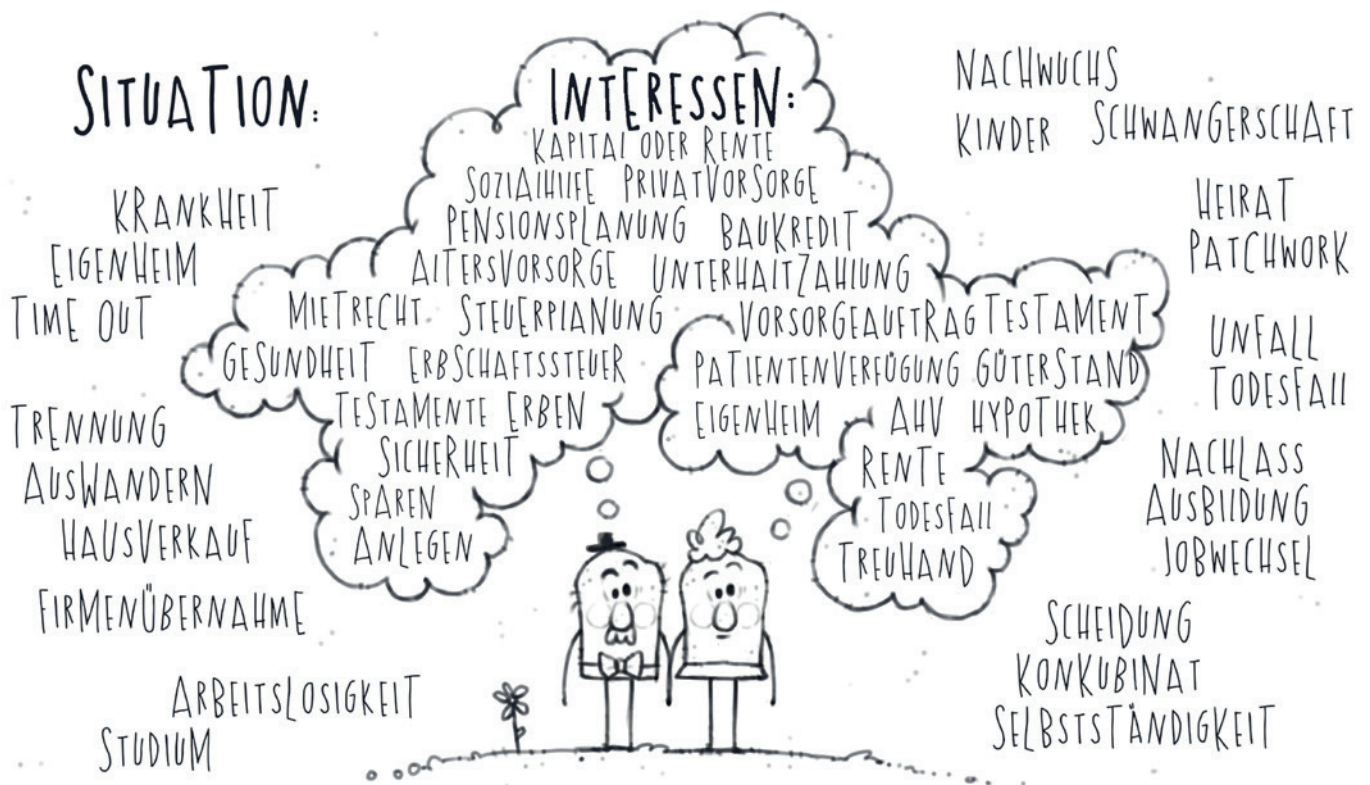 SITUATION:
KRANKHEIT
EIGENHEIM
TIME OUT
TRENNUNG
AUSWANDERN
HAUSVERKAUF
FIRMENÜBERNAHME
ARBEITSLOSIGKEIT
STUDIUM
INTERESSEN:
KAPITAL ODER RENTE
SOZIALHILFE PRIVATVORSORGE
PENSIONSPLANUNG BAUKREDIT
ALTERSVORSORGE UNTERHALTZAHLUNG
MIETRECHT STEUERPLANUNG
GESUNDHEIT ERBSCHAFTSSTEUER
TESTAMENTE ERBEN
SICHERHEIT
SPAREN
ANLEGEN
VORSORGEAUFTRAG TESTAMENT
PATIENTENVERFÜGUNG GÜTERSTAND
EIGENHEIM AHV HYPOTHEK
RENTE
TODESFALL
TREUHAND
NACHWUCHS
KINDER SCHWANGERSCHAFT
HEIRAT
PATCHWORK
UNFALL
TODESFALL
NACHLASS
AUSBILDUNG
JOBWECHSEL
SCHEIDUNG
KONKUBINAT
SELBSTSTÄNDIGKEIT